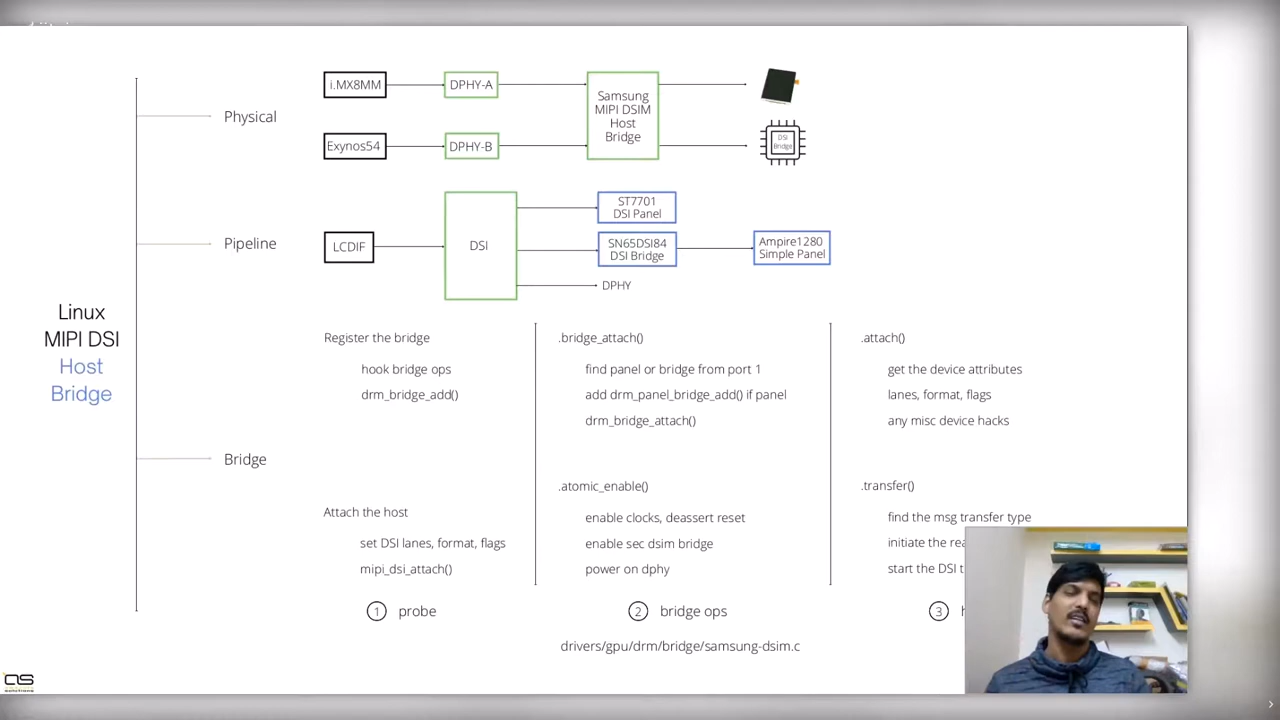 i.MX8MM
DPHY-A
Samsung
MIPI DSIM
Host
Bridge
Physical
Exynos54
DPHY-B
DSI
Bridge
ST7701
DSI Panel
Pipeline
LCDIF
DSI
SN65DSI84
DSI Bridge
Ampire1280
Simple Panel
DPHY
Linux
MIPI DSI
Host
Bridge
Bridge
Register the bridge
hook bridge ops
drm_bridge_add()
Attach the host
set DSI lanes, format, flags
mipi_dsi_attach()
1 probe
.bridge_attach()
find panel or bridge from port 1
add drm_panel_bridge_add() if panel
drm_bridge_attach()
.atomic_enable()
enable clocks, deassert reset
enable sec dsim bridge
power on dphy
2 bridge ops
.attach()
get the device attributes
lanes, format, flags
any misc device hacks
.transfer()
find the msg transfer type
initiate the
start the DSI
3
drivers/gpu/drm/bridge/samsung-dsim.c